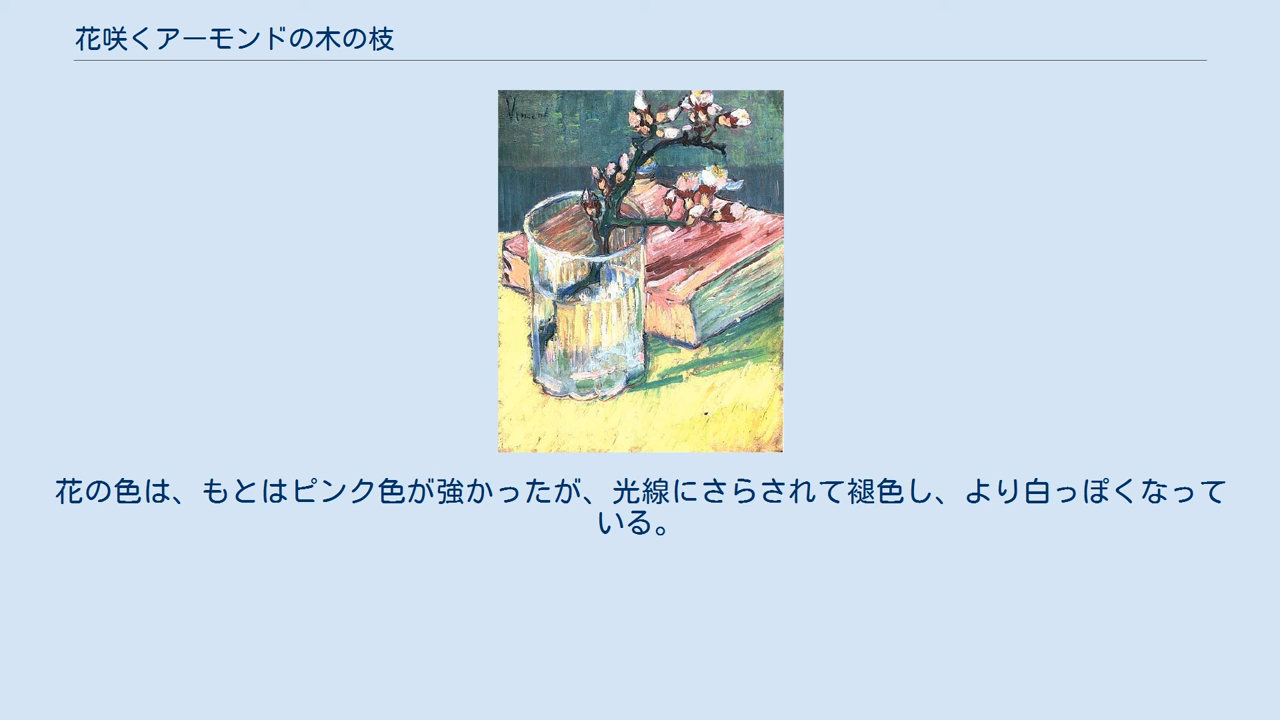 花咲くアーモンドの木の枝
Vincent
花の色は、もとはピンク色が強かったが、光線にさらされて褪色し、より白っぽくなって
いる。